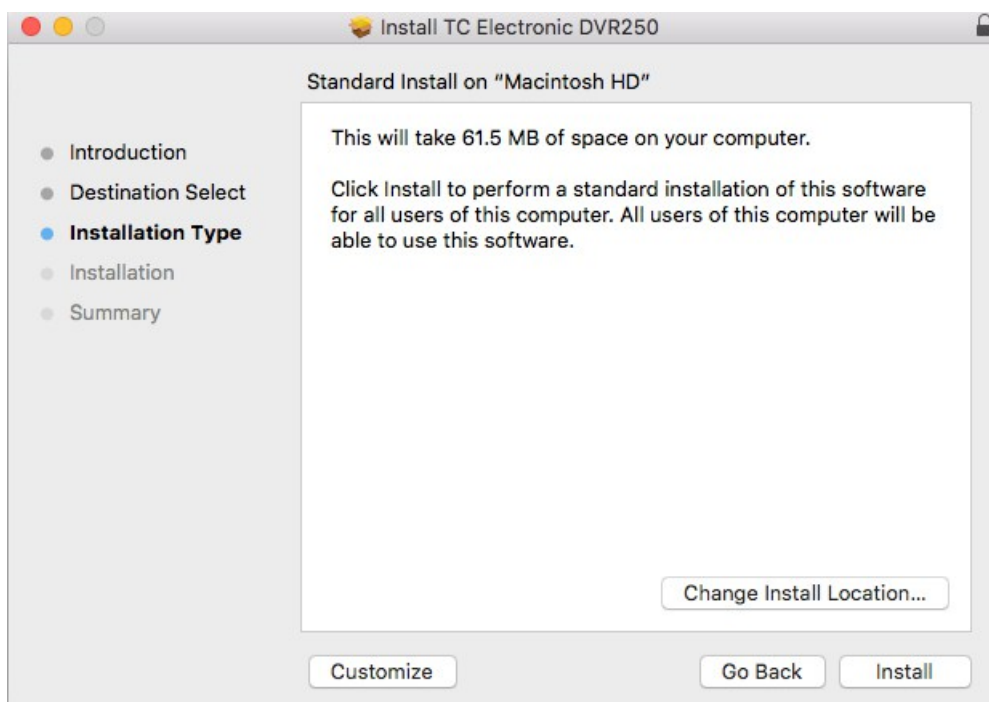 Install TC Electronic DVR250
Standard Install on “Macintosh HD”
Introduction
Destination Select
Installation Type
Installation
Summary
This will take 61.5 MB of space on your computer.
Click Install to perform a standard installation of this software
for all users of this computer. All users of this computer will be
able to use this software.
Change Install Location...
Customize
Go Back
Install